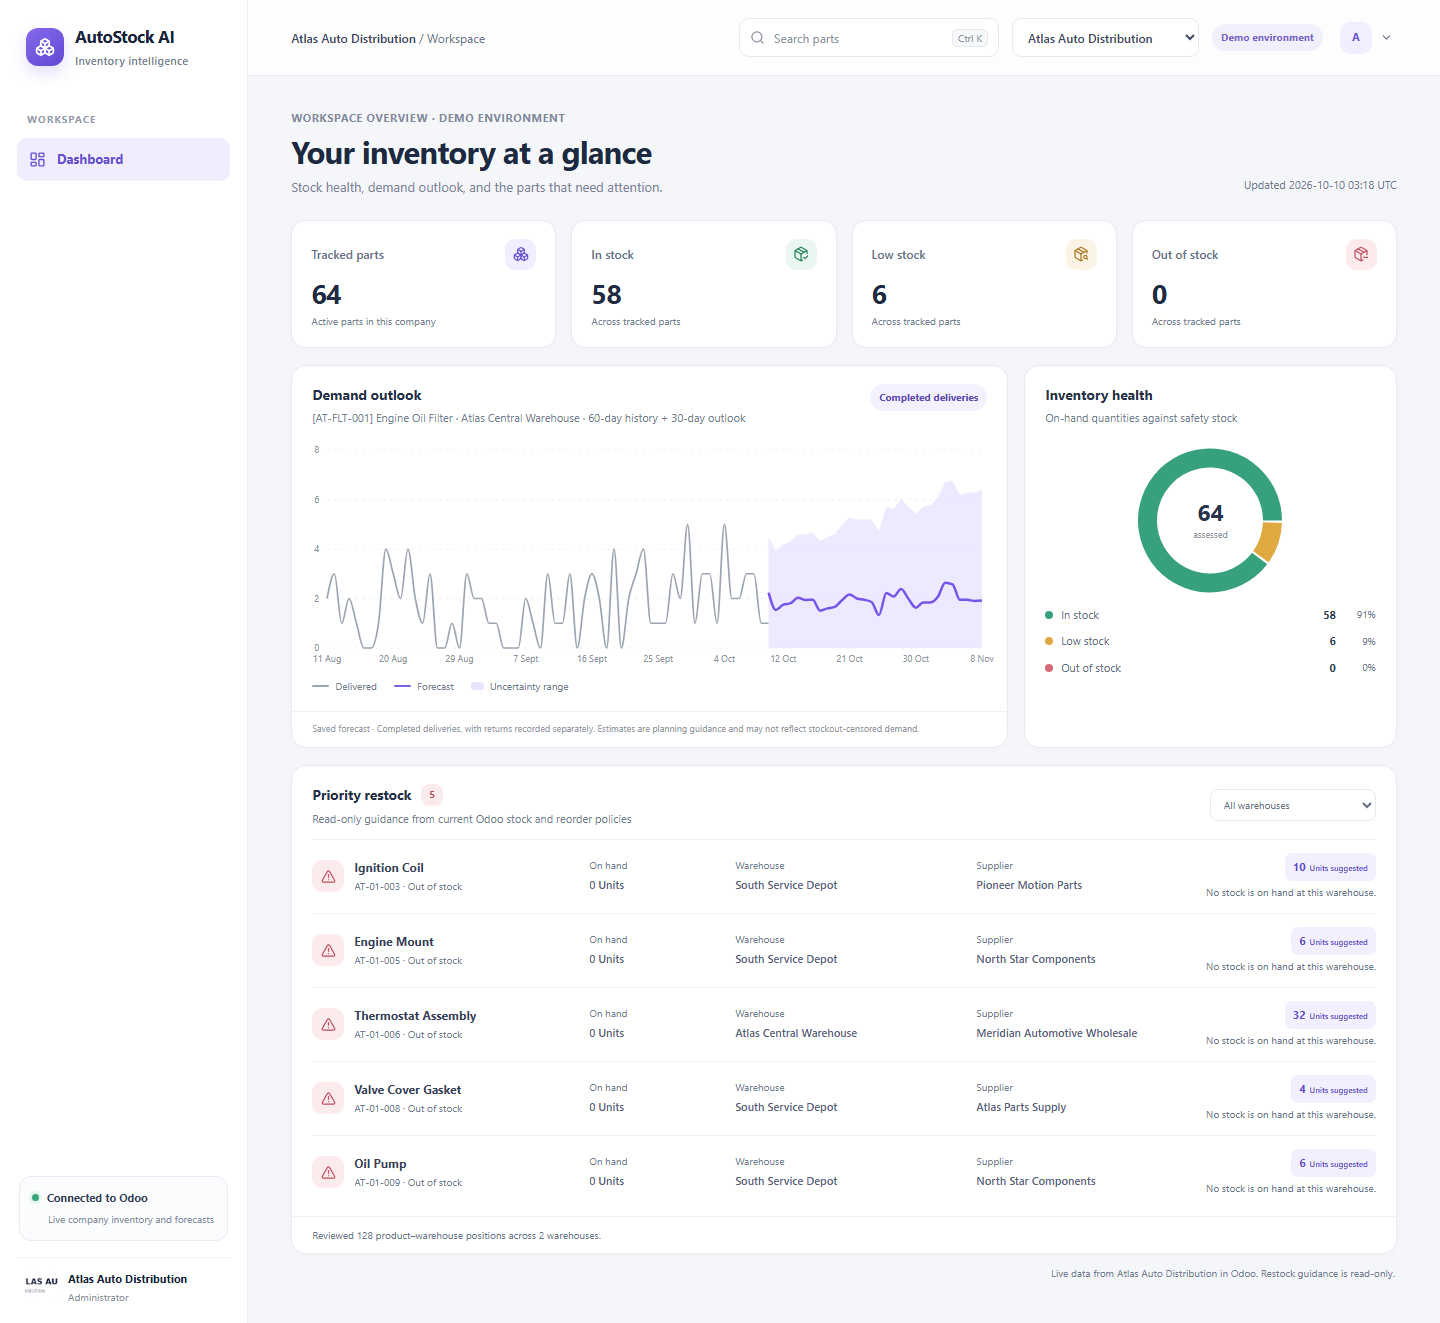 AutoStock AI
Inventory intelligence
WORKSPACE
Dashboard
Connected to Odoo
Live company inventory and forecasts
LAS AU
Atlas Auto Distribution
Administrator
Atlas Auto Distribution / Workspace
Search parts
Ctrl K
Atlas Auto Distribution
Demo environment
A
WORKSPACE OVERVIEW · DEMO ENVIRONMENT
Your inventory at a glance
Stock health, demand outlook, and the parts that need attention.
Updated 2026-10-10 03:18 UTC
Tracked parts
64
Active parts in this company
In stock
58
Across tracked parts
Low stock
6
Across tracked parts
Out of stock
0
Across tracked parts
Demand outlook
Completed deliveries
[AT-FLT-001] Engine Oil Filter · Atlas Central Warehouse · 60-day history + 30-day outlook
8
6
4
2
0
11 Aug 20 Aug 29 Aug 7 Sept 16 Sept 25 Sept 4 Oct 12 Oct 21 Oct 30 Oct 8 Nov
Delivered Forecast Uncertainty range
Saved forecast · Completed deliveries, with returns recorded separately. Estimates are planning guidance and may not reflect stockout-censored demand.
Inventory health
On-hand quantities against safety stock
64
assessed
In stock 58 91%
Low stock 6 9%
Out of stock 0 0%
Priority restock 5
Read-only guidance from current Odoo stock and reorder policies
All warehouses
Ignition Coil
AT-01-003 · Out of stock
On hand
0 Units
Warehouse
South Service Depot
Supplier
Pioneer Motion Parts
10 Units suggested
No stock is on hand at this warehouse.
Engine Mount
AT-01-005 · Out of stock
On hand
0 Units
Warehouse
South Service Depot
Supplier
North Star Components
6 Units suggested
No stock is on hand at this warehouse.
Thermostat Assembly
AT-01-006 · Out of stock
On hand
0 Units
Warehouse
Atlas Central Warehouse
Supplier
Meridian Automotive Wholesale
32 Units suggested
No stock is on hand at this warehouse.
Valve Cover Gasket
AT-01-008 · Out of stock
On hand
0 Units
Warehouse
South Service Depot
Supplier
Atlas Parts Supply
4 Units suggested
No stock is on hand at this warehouse.
Oil Pump
AT-01-009 · Out of stock
On hand
0 Units
Warehouse
South Service Depot
Supplier
North Star Components
6 Units suggested
No stock is on hand at this warehouse.
Reviewed 128 product–warehouse positions across 2 warehouses.
Live data from Atlas Auto Distribution in Odoo. Restock guidance is read-only.